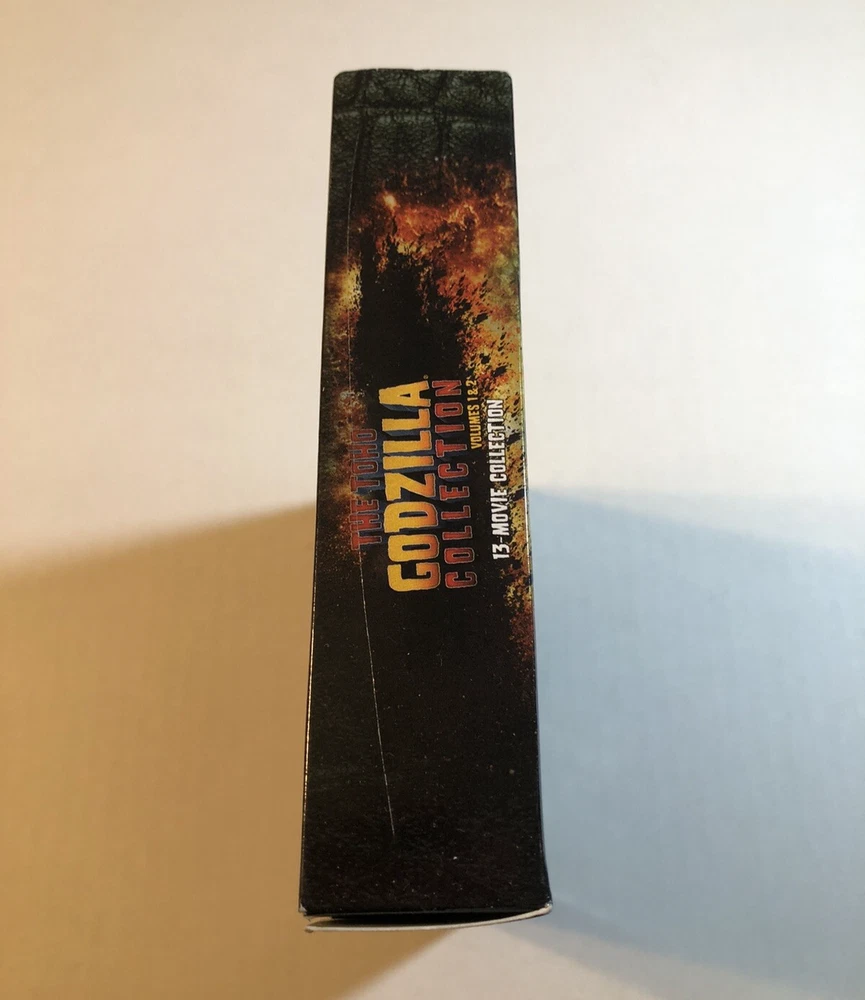 THE TOHO
GODZILLA®
COLLECTION
VOLUMES 1 & 2
13-MOVIE COLLECTION